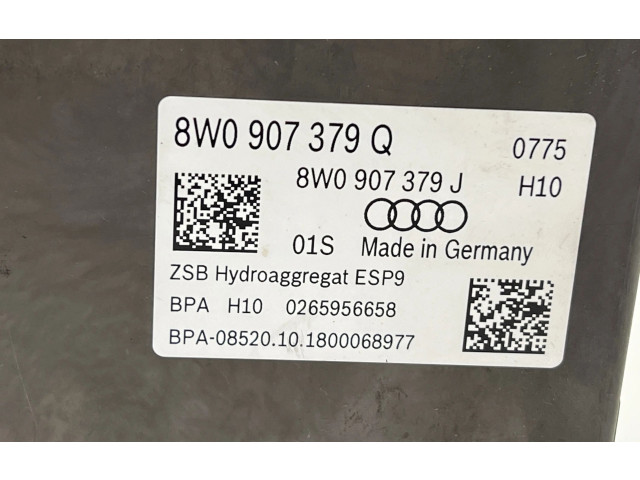 8W0 907 379 Q 0775
8W0 907 379 J H10
01S Made in Germany
ZSB Hydroaggregat ESP9
BPA H10 0265956658
BPA-08520.10.1800068977